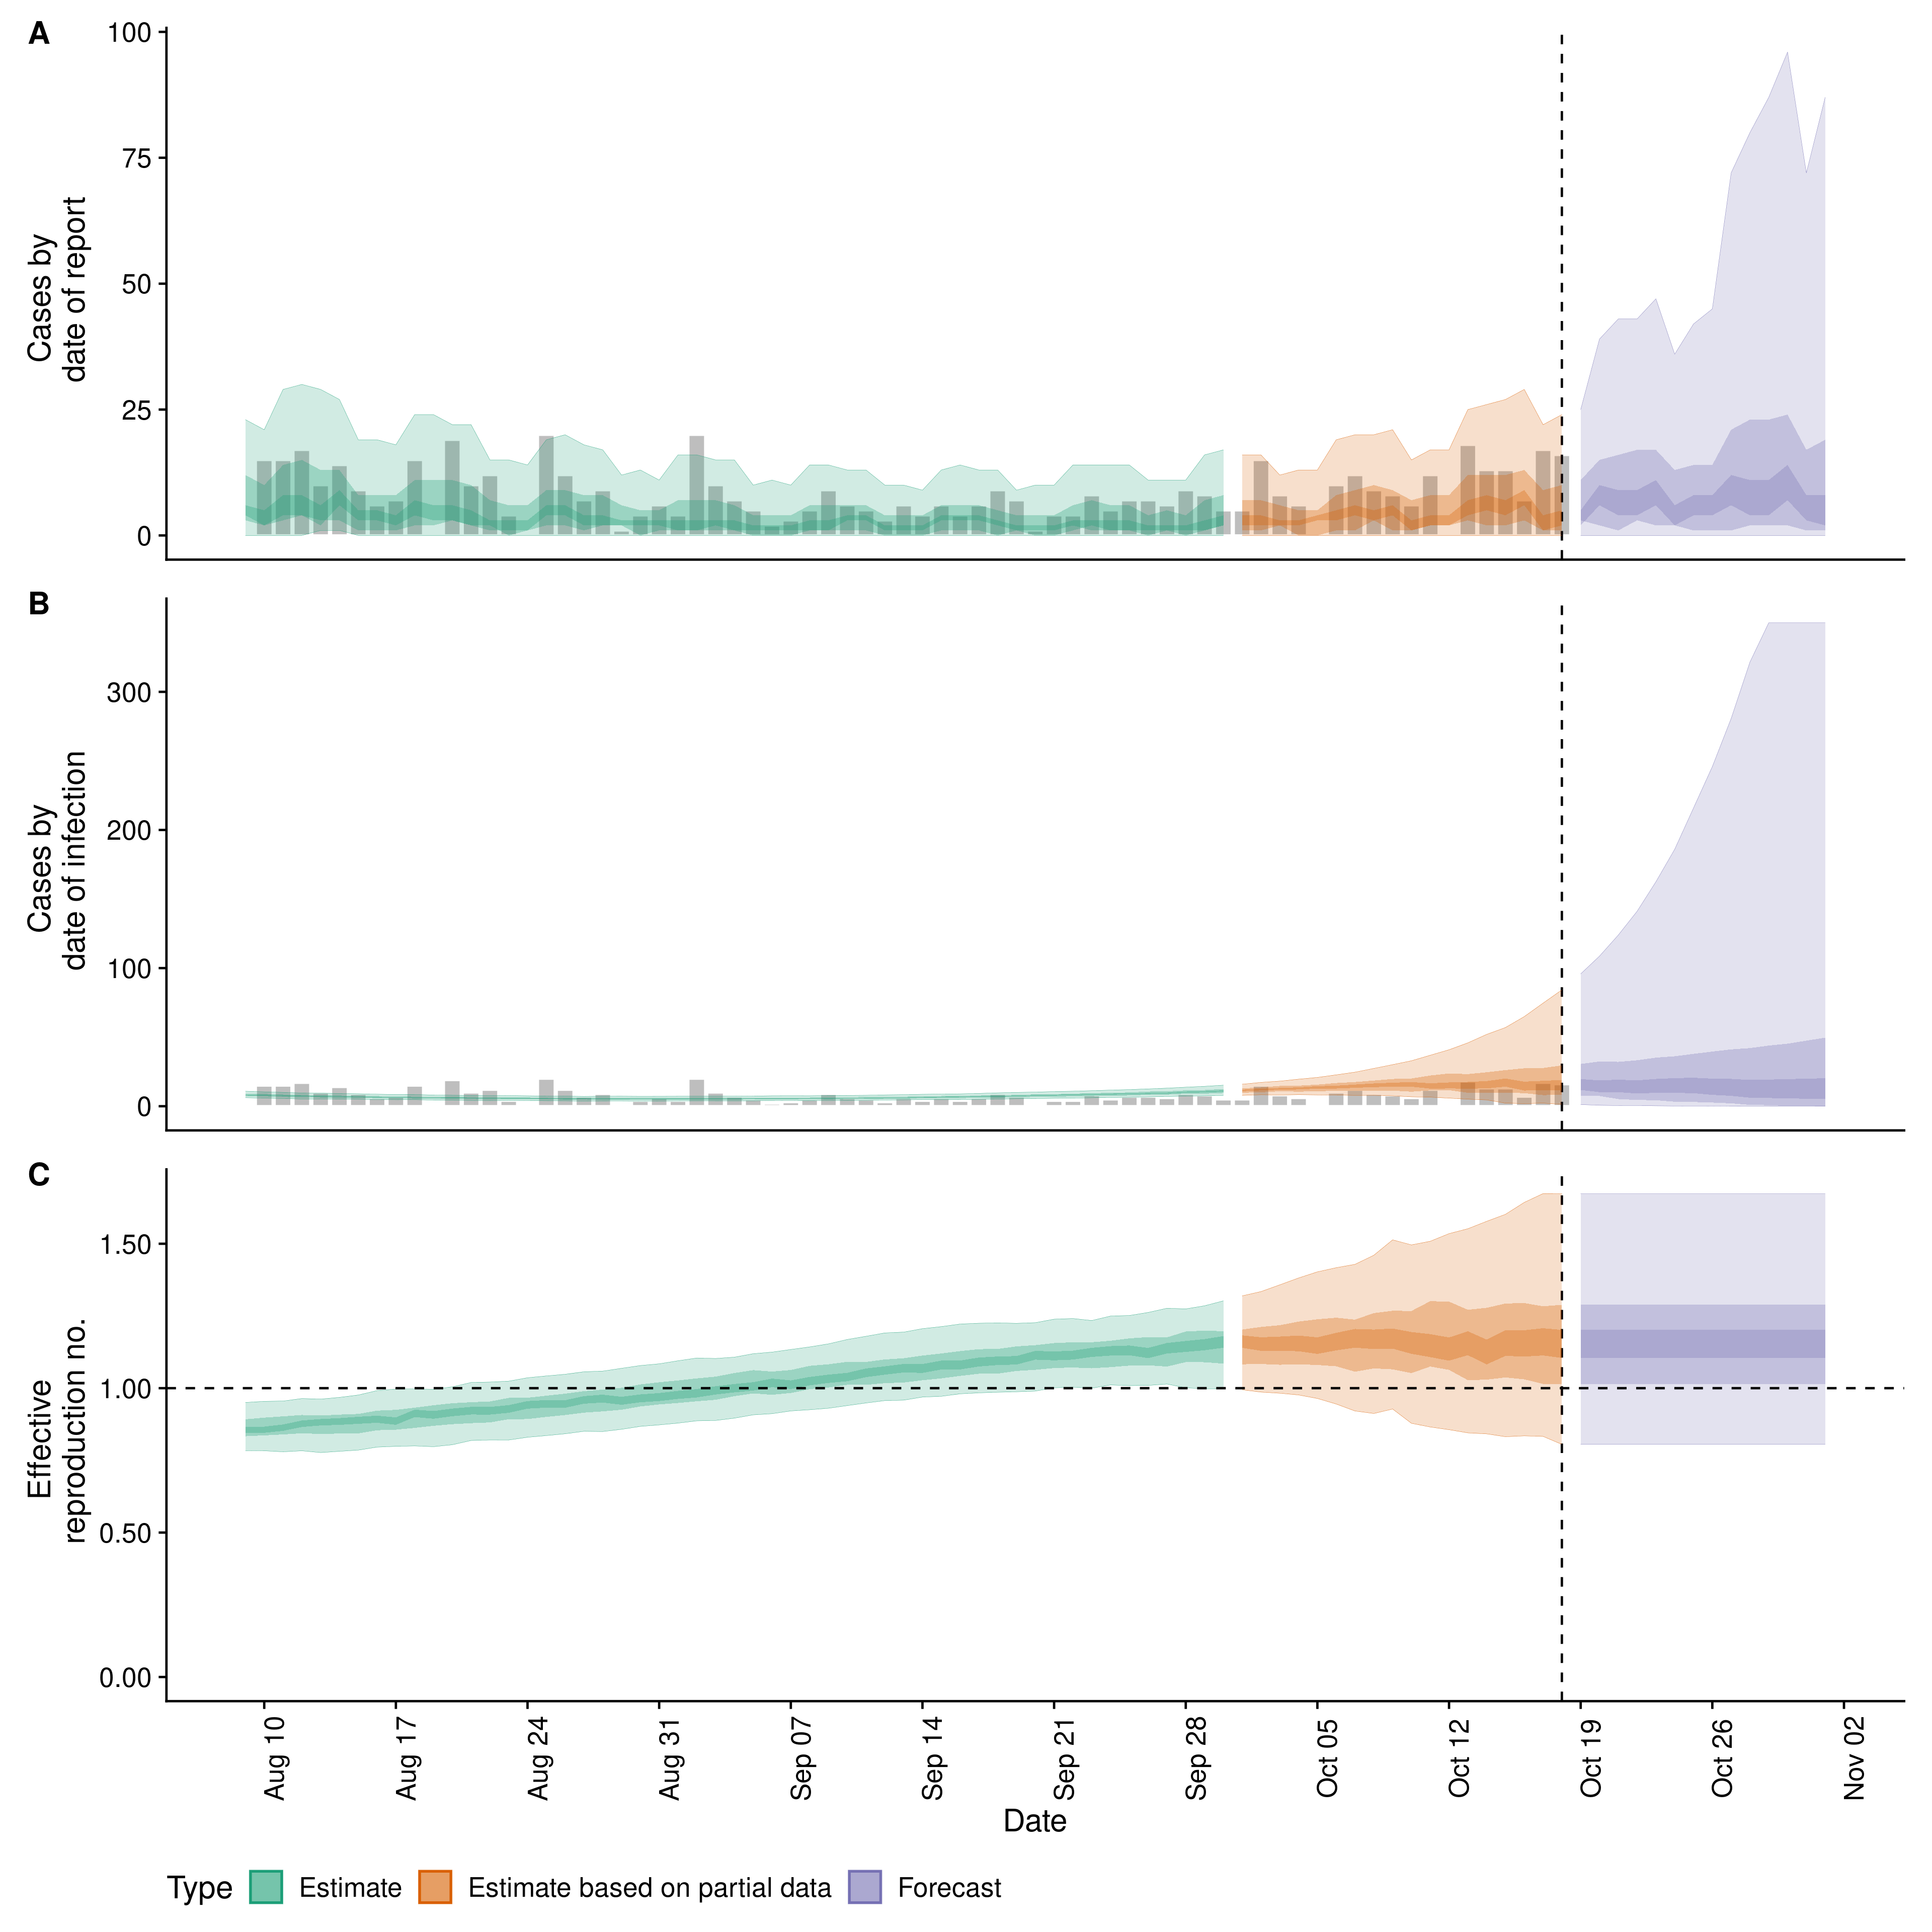 A
100
75
50
25
0
Cases by
date of report
B
300
200
100
0
Cases by
date of infection
C
1.50
1.00
0.50
0.00
Effective
reproduction no.
Aug 10
Aug 17
Aug 24
Aug 31
Sep 07
Sep 14
Sep 21
Sep 28
Oct 05
Oct 12
Oct 19
Oct 26
Nov 02
Date
Type Estimate Estimate based on partial data Forecast